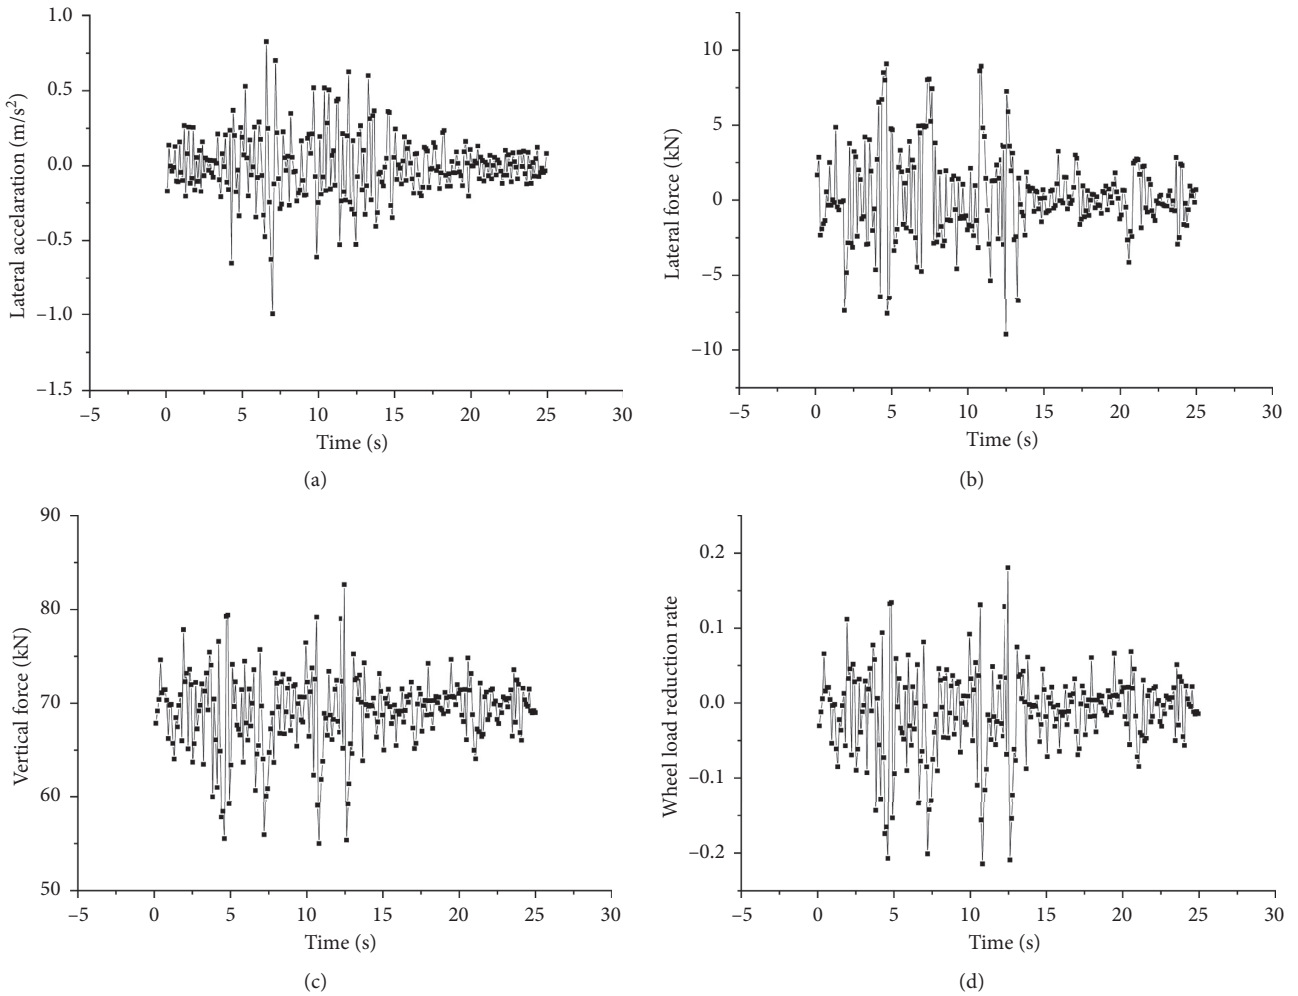 1.0
0.5
0.0
–0.5
–1.0
–1.5
Lateral accelaration (m/s2)
–5 0 5 10 15 20 25 30
Time (s)
(a)
10
5
0
–5
–10
Lateral force (kN)
–5 0 5 10 15 20 25 30
Time (s)
(b)
90
80
70
60
50
Vertical force (kN)
–5 0 5 10 15 20 25 30
Time (s)
(c)
0.2
0.1
0.0
–0.1
–0.2
Wheel load reduction rate
–5 0 5 10 15 20 25 30
Time (s)
(d)